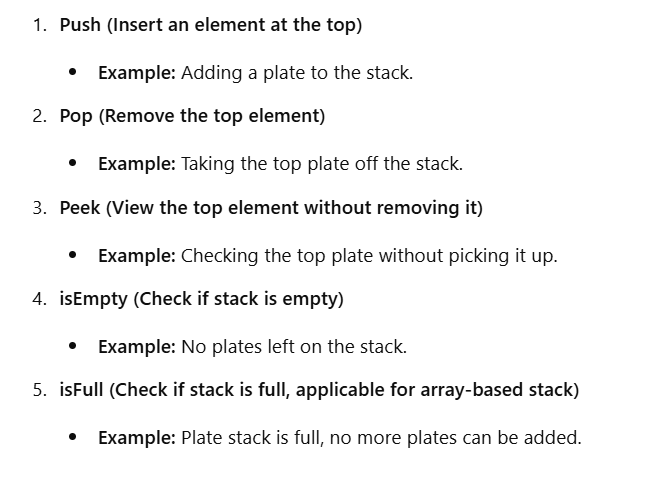 1. Push (Insert an element at the top)
• Example: Adding a plate to the stack.
2. Pop (Remove the top element)
• Example: Taking the top plate off the stack.
3. Peek (View the top element without removing it)
• Example: Checking the top plate without picking it up.
4. isEmpty (Check if stack is empty)
• Example: No plates left on the stack.
5. isFull (Check if stack is full, applicable for array-based stack)
• Example: Plate stack is full, no more plates can be added.